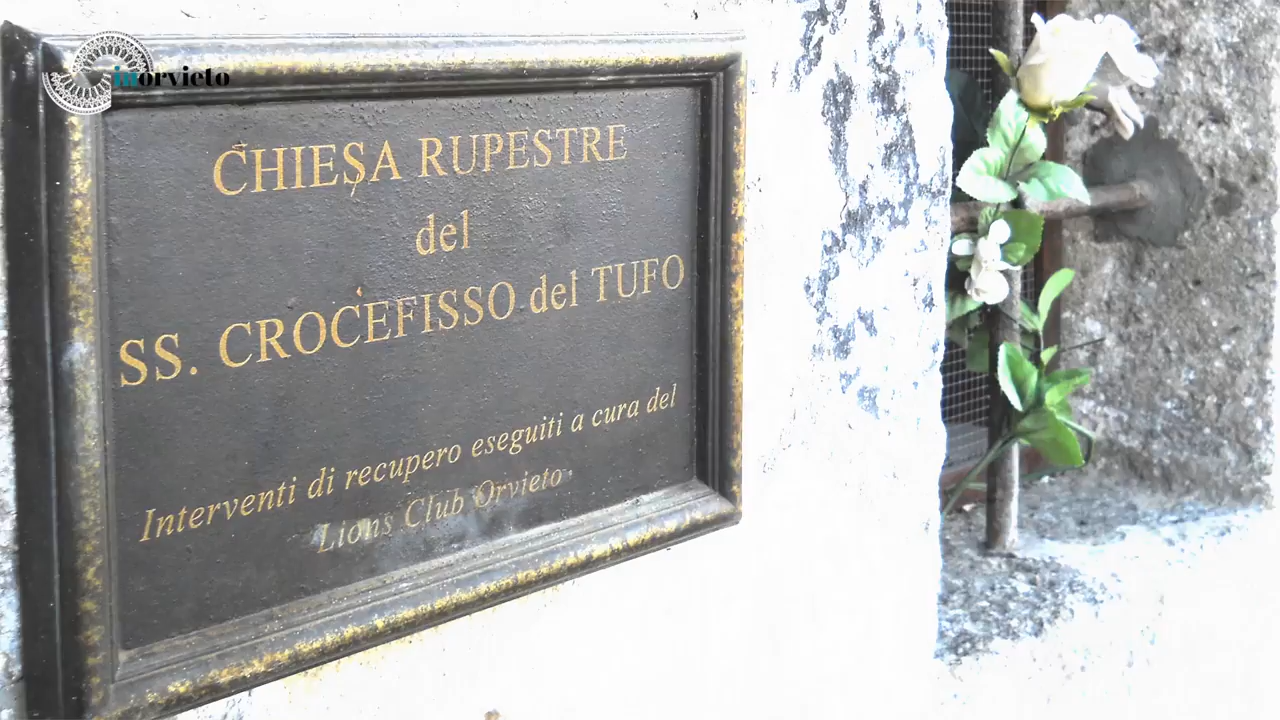 inorvieto
CHIESA RUPESTRE
del
SS. CROCEFISSO del TUFO
Interventi di recupero eseguiti a cura del
Lions Club Orvieto